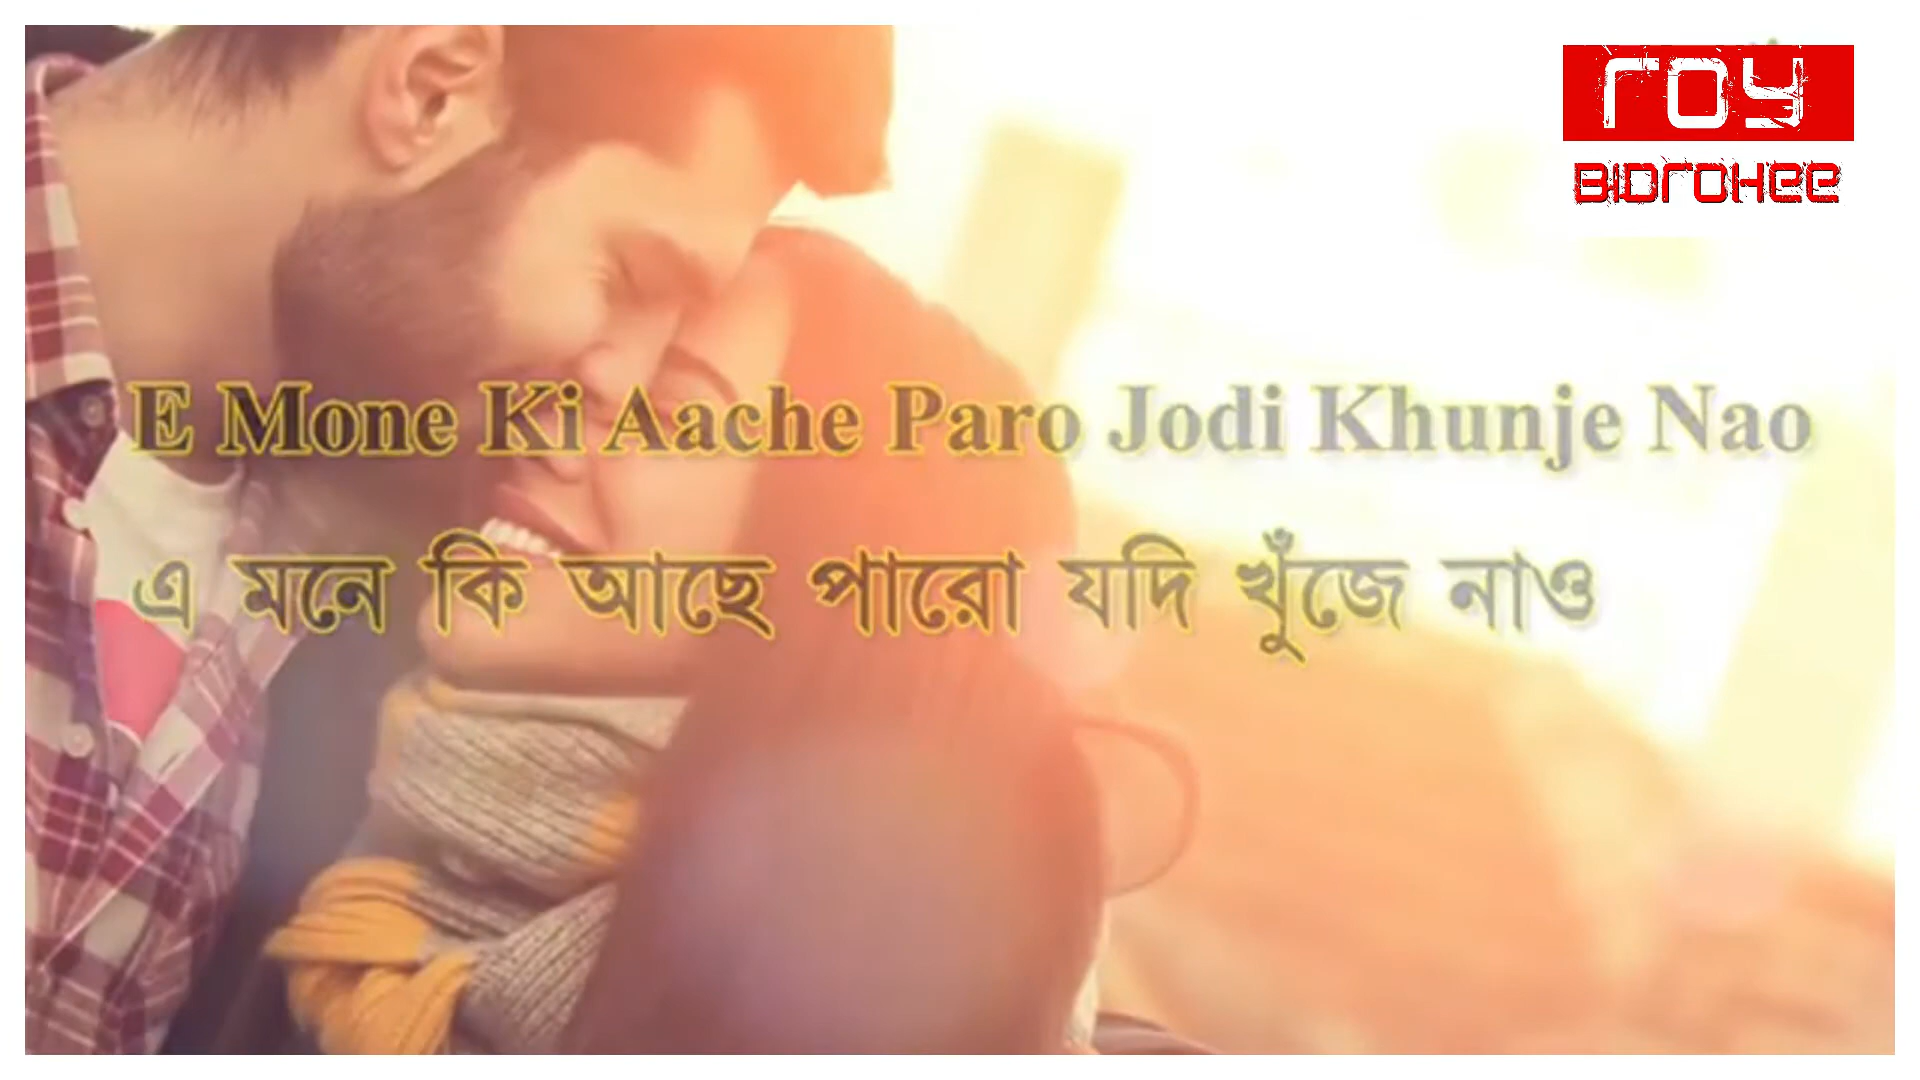 roy
BIDroHee
E Mone Ki Aache Paro Jodi Khunje Nao
এ মনে কি আছে পারো যদি খুঁজে নাও